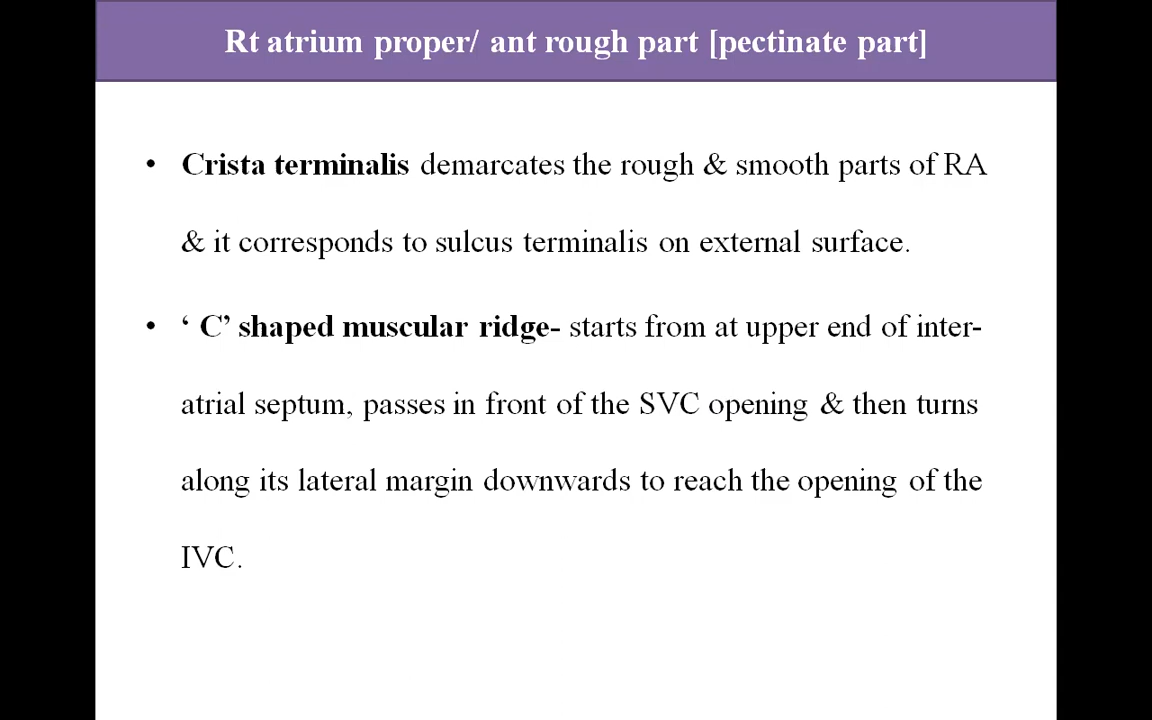 Rt atrium proper/ ant rough part [pectinate part]
• Crista terminalis demarcates the rough & smooth parts of RA
& it corresponds to sulcus terminalis on external surface.
• ‘ C’ shaped muscular ridge- starts from at upper end of inter-
atrial septum, passes in front of the SVC opening & then turns
along its lateral margin downwards to reach the opening of the
IVC.